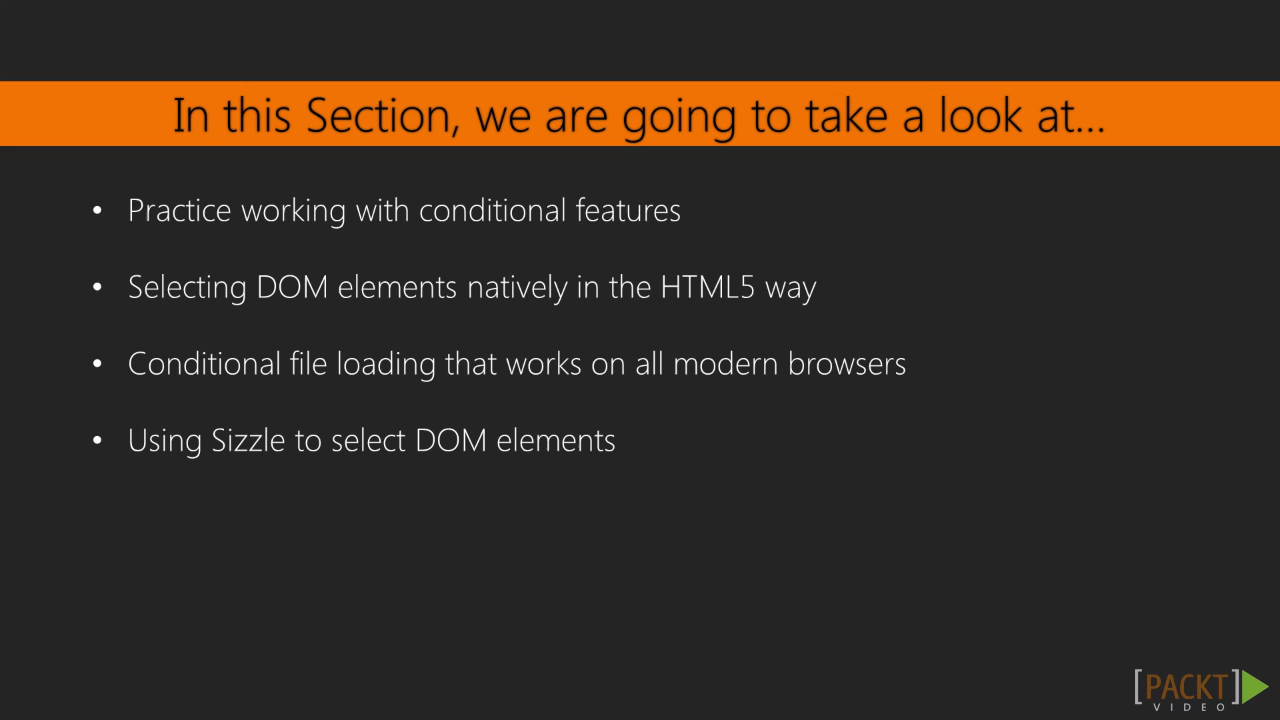 In this Section, we are going to take a look at...
• Practice working with conditional features
• Selecting DOM elements natively in the HTML5 way
• Conditional file loading that works on all modern browsers
• Using Sizzle to select DOM elements
[PACKT]
VIDEO